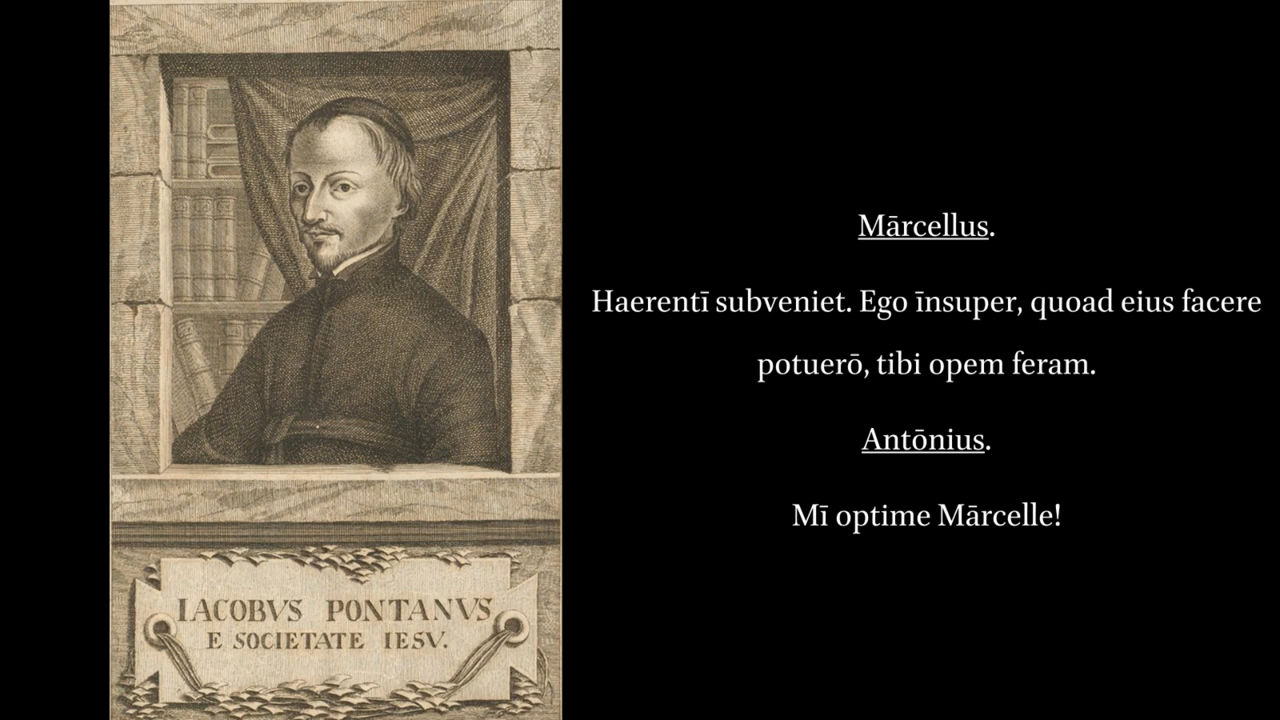 IACOBVS PONTANVS
E SOCIETATE IESV.
Mārcellus.
Haerentī subveniet. Ego īnsuper, quoad eius facere
potuerō, tibi opem feram.
Antōnius.
Mī optime Mārcelle!